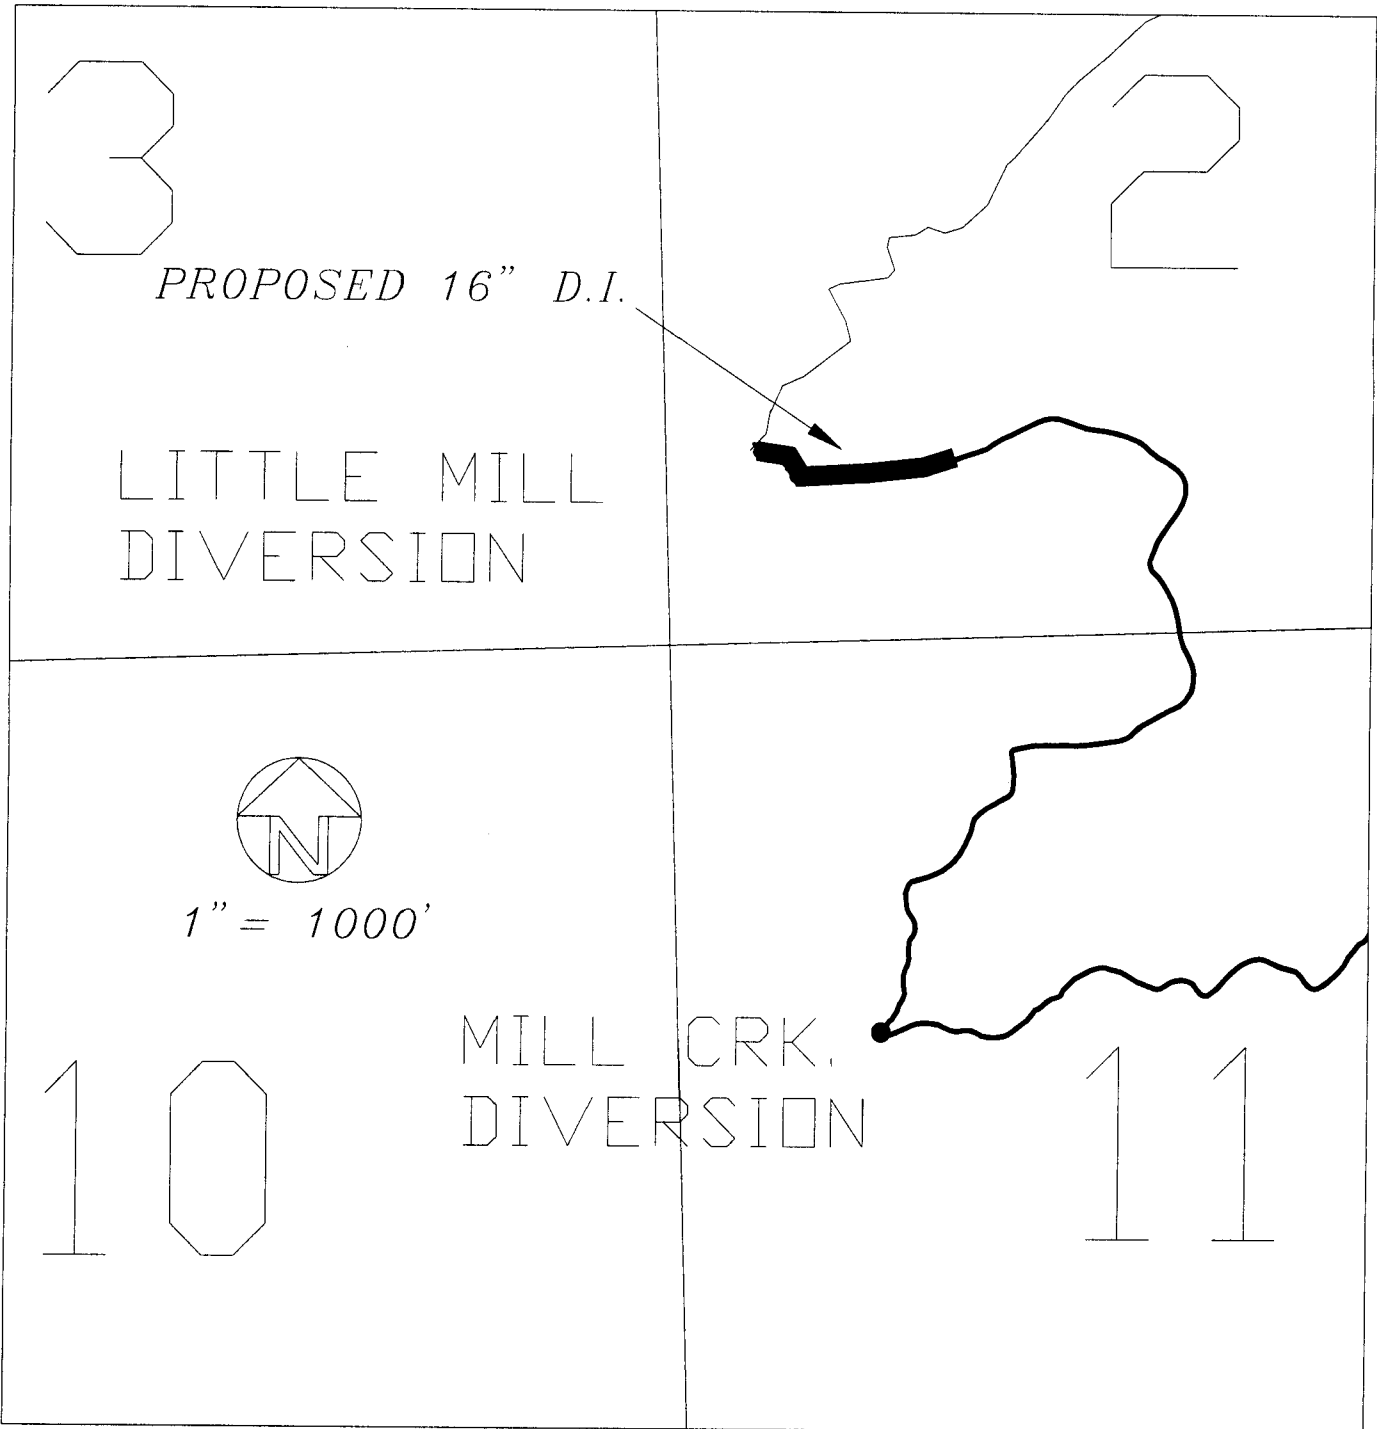 3
2
PROPOSED 16" D.I.
LITTLE MILL
DIVERSION
N
1" = 1000'
MILL CRK.
DIVERSION
10
11